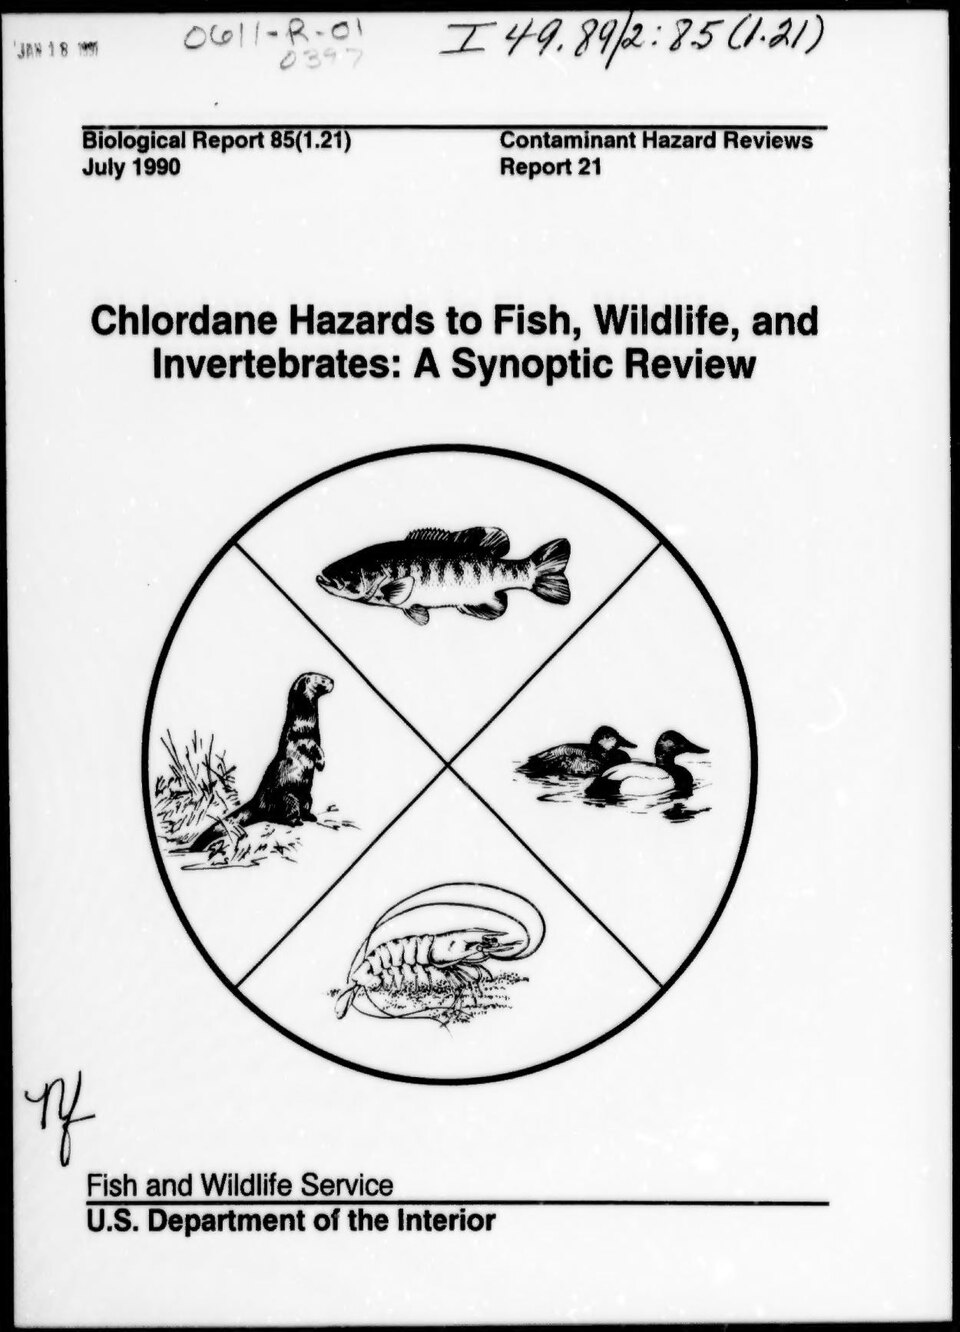 JAN 18 1991
0611-R-01
0397
I 49.89/2:85(1.21)
Biological Report 85(1.21)
July 1990
Contaminant Hazard Reviews
Report 21
Chlordane Hazards to Fish, Wildlife, and
Invertebrates: A Synoptic Review
Fish and Wildlife Service
U.S. Department of the Interior